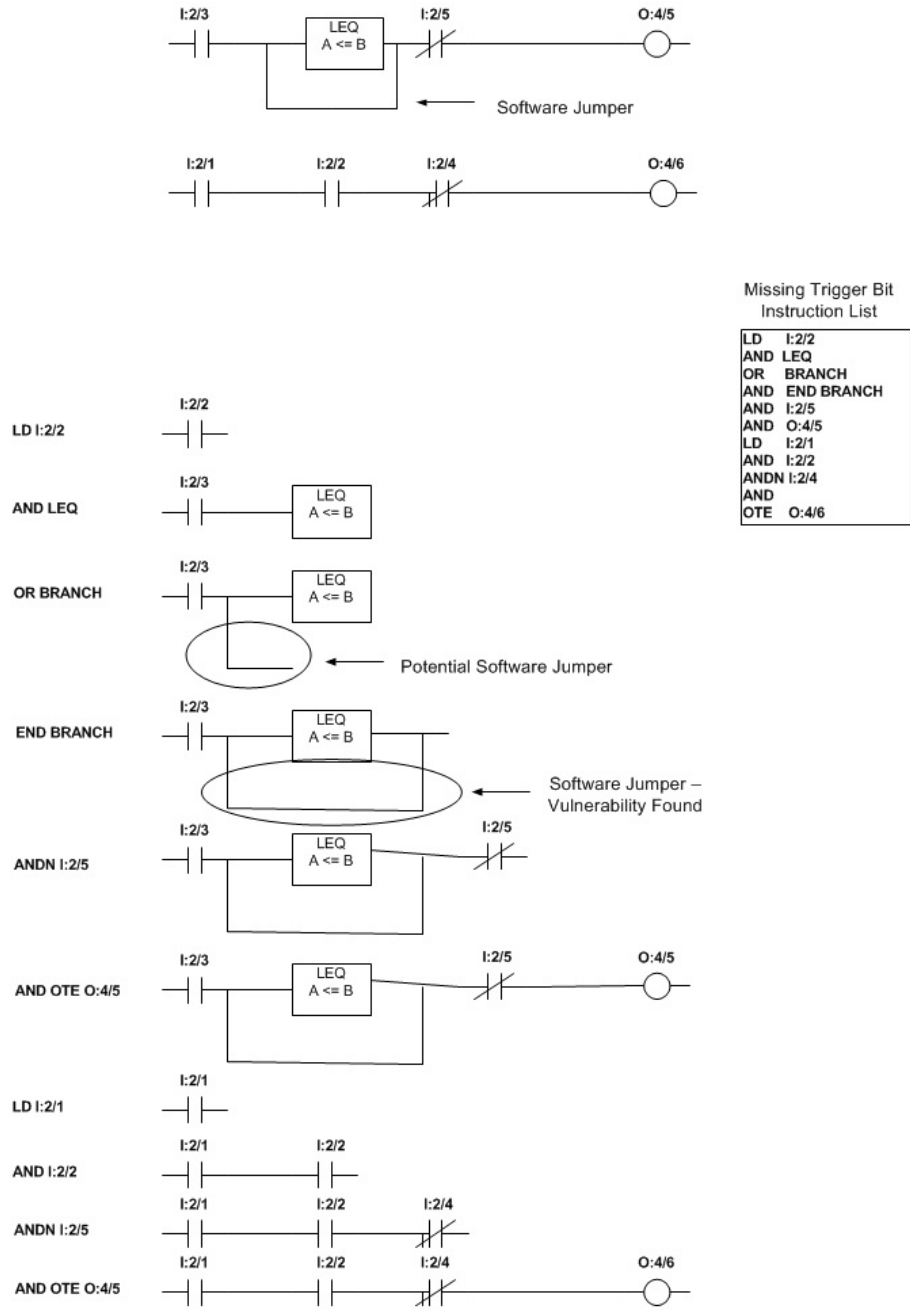 I:2/3
LEQ
A <= B
I:2/5
O:4/5
Software Jumper
I:2/1
I:2/2
I:2/4
O:4/6
Missing Trigger Bit
Instruction List
LD I:2/2
AND LEQ
OR BRANCH
AND END BRANCH
AND I:2/5
AND O:4/5
LD I:2/1
AND I:2/2
ANDN I:2/4
AND
OTE O:4/6
I:2/2
LD I:2/2
I:2/3
AND LEQ
LEQ
A <= B
I:2/3
OR BRANCH
LEQ
A <= B
Potential Software Jumper
I:2/3
END BRANCH
LEQ
A <= B
Software Jumper –
Vulnerability Found
I:2/3
I:2/5
ANDN I:2/5
LEQ
A <= B
I:2/3
I:2/5
O:4/5
AND OTE O:4/5
LEQ
A <= B
I:2/1
LD I:2/1
I:2/1
I:2/2
AND I:2/2
I:2/1
I:2/2
I:2/4
ANDN I:2/5
I:2/1
I:2/2
I:2/4
O:4/6
AND OTE O:4/5